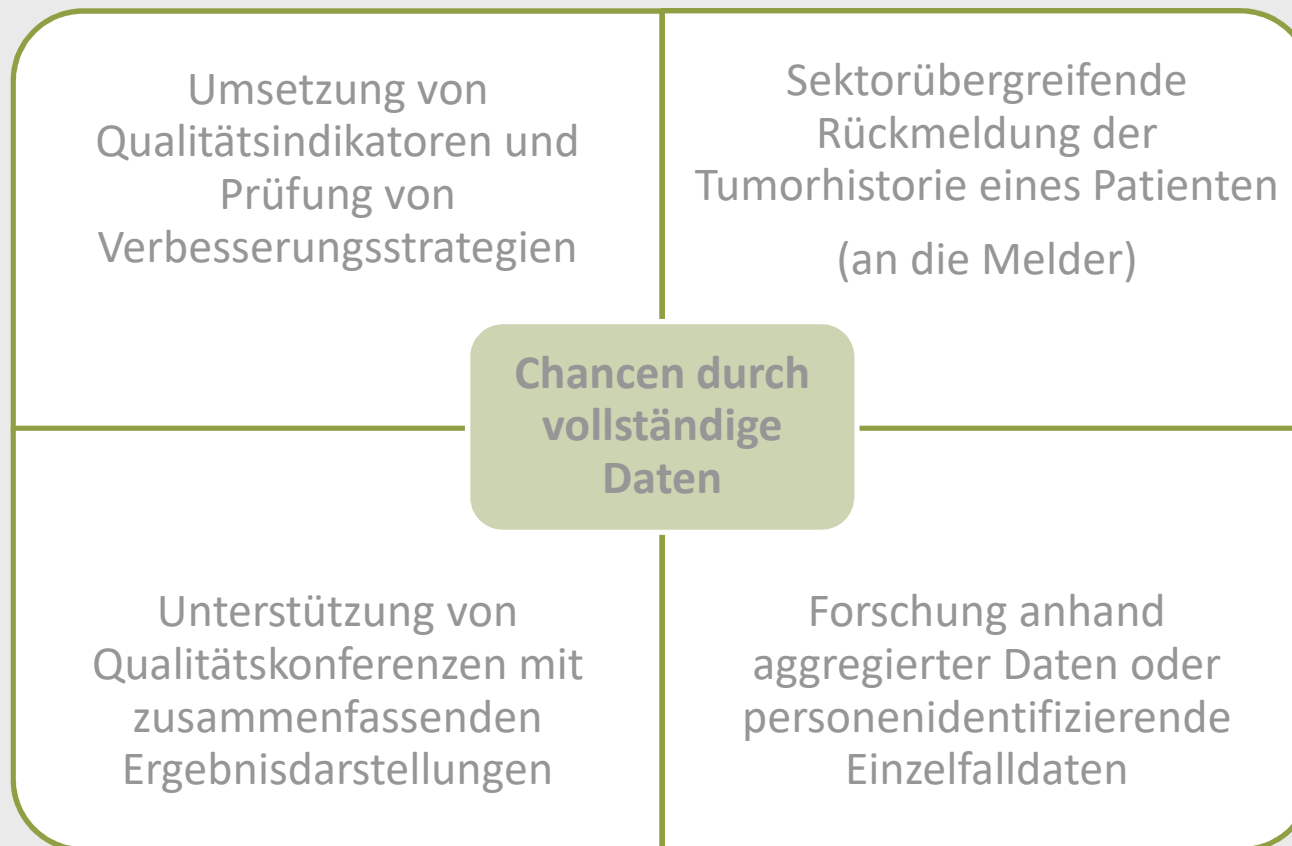 Umsetzung von
Qualitätsindikatoren und
Prüfung von
Verbesserungsstrategien
Sektorübergreifende
Rückmeldung der
Tumorhistorie eines Patienten
(an die Melder)
Chancen durch
vollständige
Daten
Unterstützung von
Qualitätskonferenzen mit
zusammenfassenden
Ergebnisdarstellungen
Forschung anhand
aggregierter Daten oder
personenidentifizierende
Einzelfalldaten